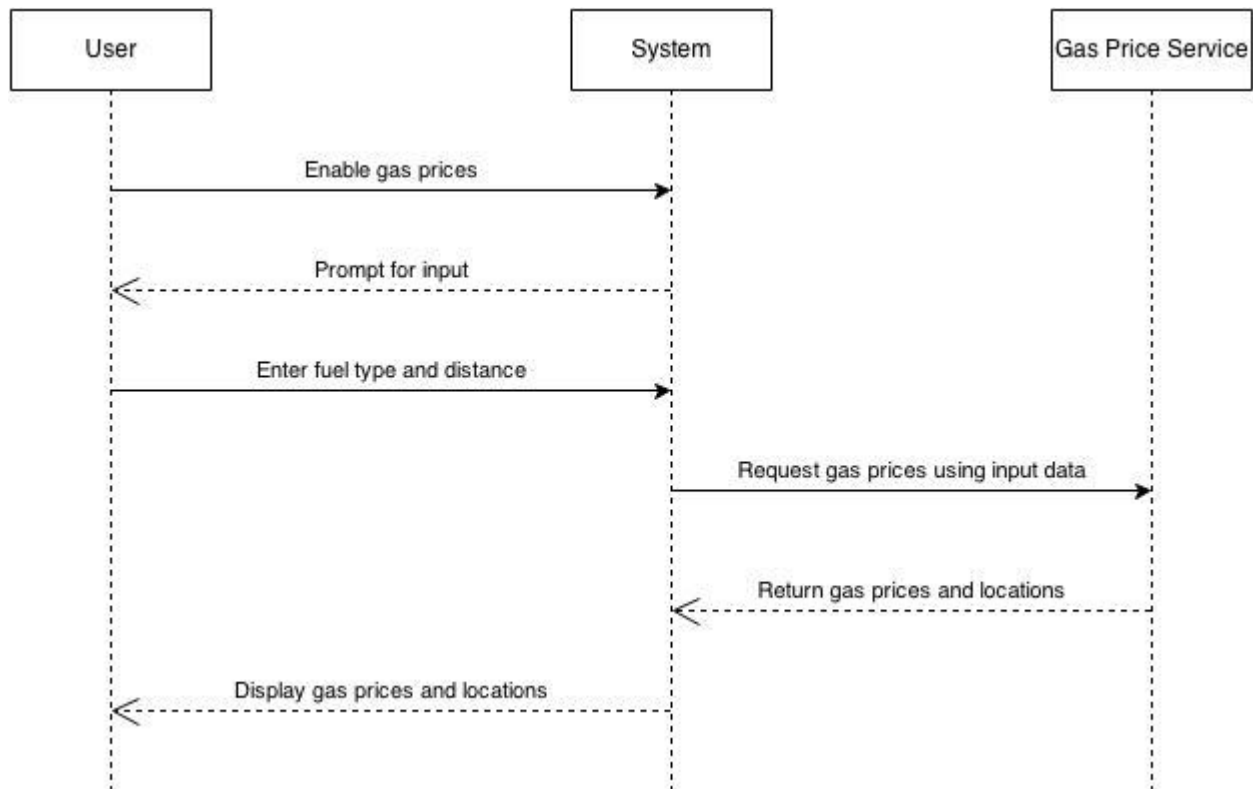 User
System
Gas Price Service
Enable gas prices
Prompt for input
Enter fuel type and distance
Request gas prices using input data
Return gas prices and locations
Display gas prices and locations